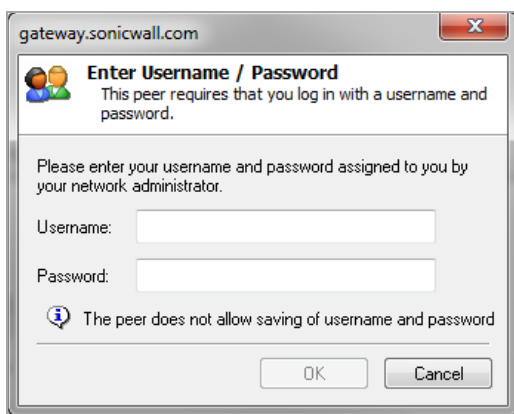 gateway.sonicwall.com
Enter Username / Password
This peer requires that you log in with a username and
password.
Please enter your username and password assigned to you by
your network administrator.
Username:
Password:
The peer does not allow saving of username and password
OK
Cancel